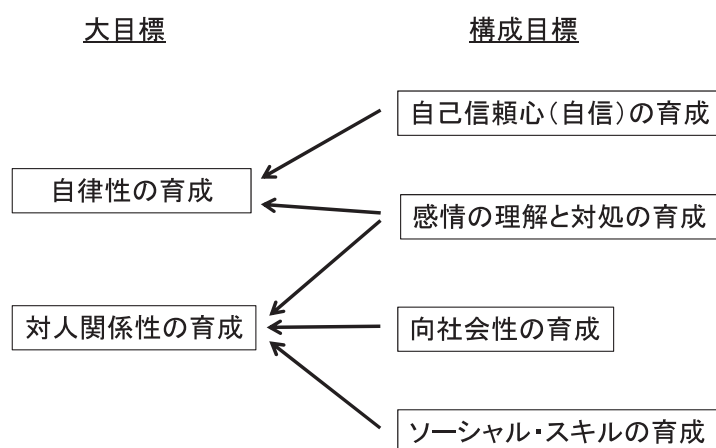 大目標
構成目標
自己信頼心(自信)の育成
自律性の育成
感情の理解と対処の育成
対人関係性の育成
向社会性の育成
ソーシャル・スキルの育成